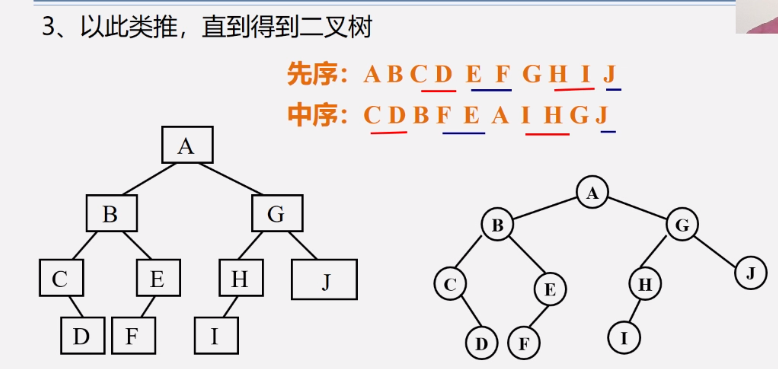 3、以此类推，直到得到二叉树
先序：A B C D E F G H I J
中序：C D B F E A I H G J
A
B G
C E H J
D F I
A
B G
C E H J
D F I